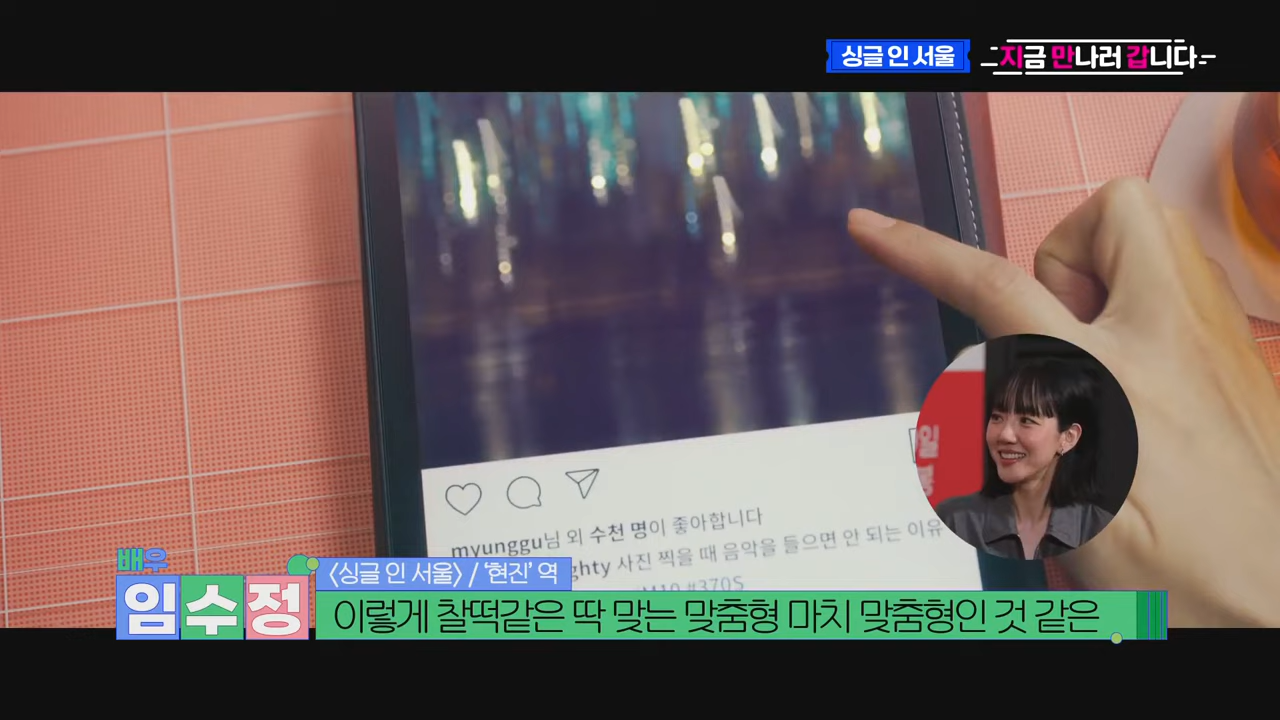 싱글 인 서울
지금 만나러 갑니다
일
myunggu님 외 수천 명이 좋아합니다
ghty 사진 찍을 때 음악을 들으면 안 되는 이유
#370S
배우
임수정
<싱글 인 서울> / '현진' 역
이렇게 찰떡같은 딱 맞는 맞춤형 마치 맞춤형인 것 같은